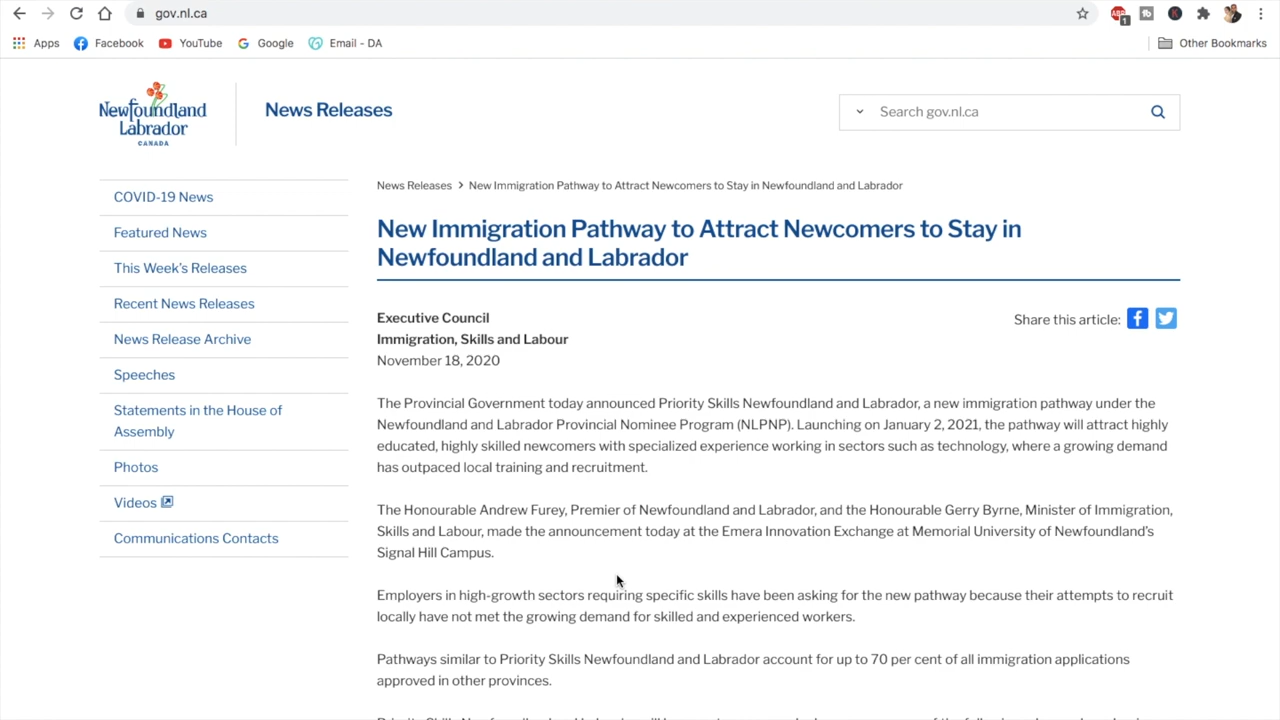 gov.nl.ca
Apps
Facebook
YouTube
Google
Email - DA
Other Bookmarks
Newfoundland
Labrador
CANADA
News Releases
Search gov.nl.ca
COVID-19 News
Featured News
This Week's Releases
Recent News Releases
News Release Archive
Speeches
Statements in the House of
Assembly
Photos
Videos
Communications Contacts
News Releases > New Immigration Pathway to Attract Newcomers to Stay in Newfoundland and Labrador
New Immigration Pathway to Attract Newcomers to Stay in
Newfoundland and Labrador
Executive Council
Immigration, Skills and Labour
November 18, 2020
Share this article:
The Provincial Government today announced Priority Skills Newfoundland and Labrador, a new immigration pathway under the
Newfoundland and Labrador Provincial Nominee Program (NLPNP). Launching on January 2, 2021, the pathway will attract highly
educated, highly skilled newcomers with specialized experience working in sectors such as technology, where a growing demand
has outpaced local training and recruitment.
The Honourable Andrew Furey, Premier of Newfoundland and Labrador, and the Honourable Gerry Byrne, Minister of Immigration,
Skills and Labour, made the announcement today at the Emera Innovation Exchange at Memorial University of Newfoundland's
Signal Hill Campus.
Employers in high-growth sectors requiring specific skills have been asking for the new pathway because their attempts to recruit
locally have not met the growing demand for skilled and experienced workers.
Pathways similar to Priority Skills Newfoundland and Labrador account for up to 70 per cent of all immigration applications
approved in other provinces.